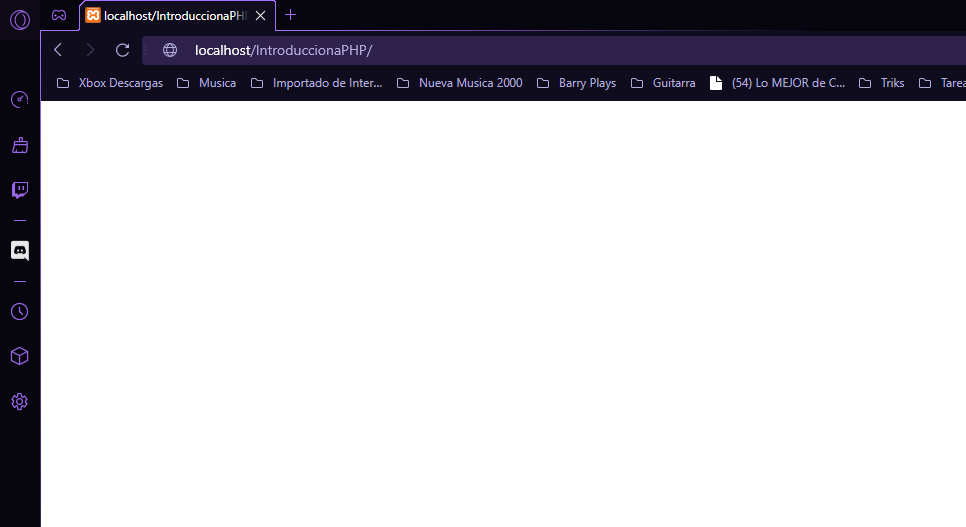 localhost/IntroduccionaPH
localhost/IntroduccionaPHP/
Xbox Descargas Musica Importado de Inter... Nueva Musica 2000 Barry Plays Guitarra (54) Lo MEJOR de C... Triks Tarea